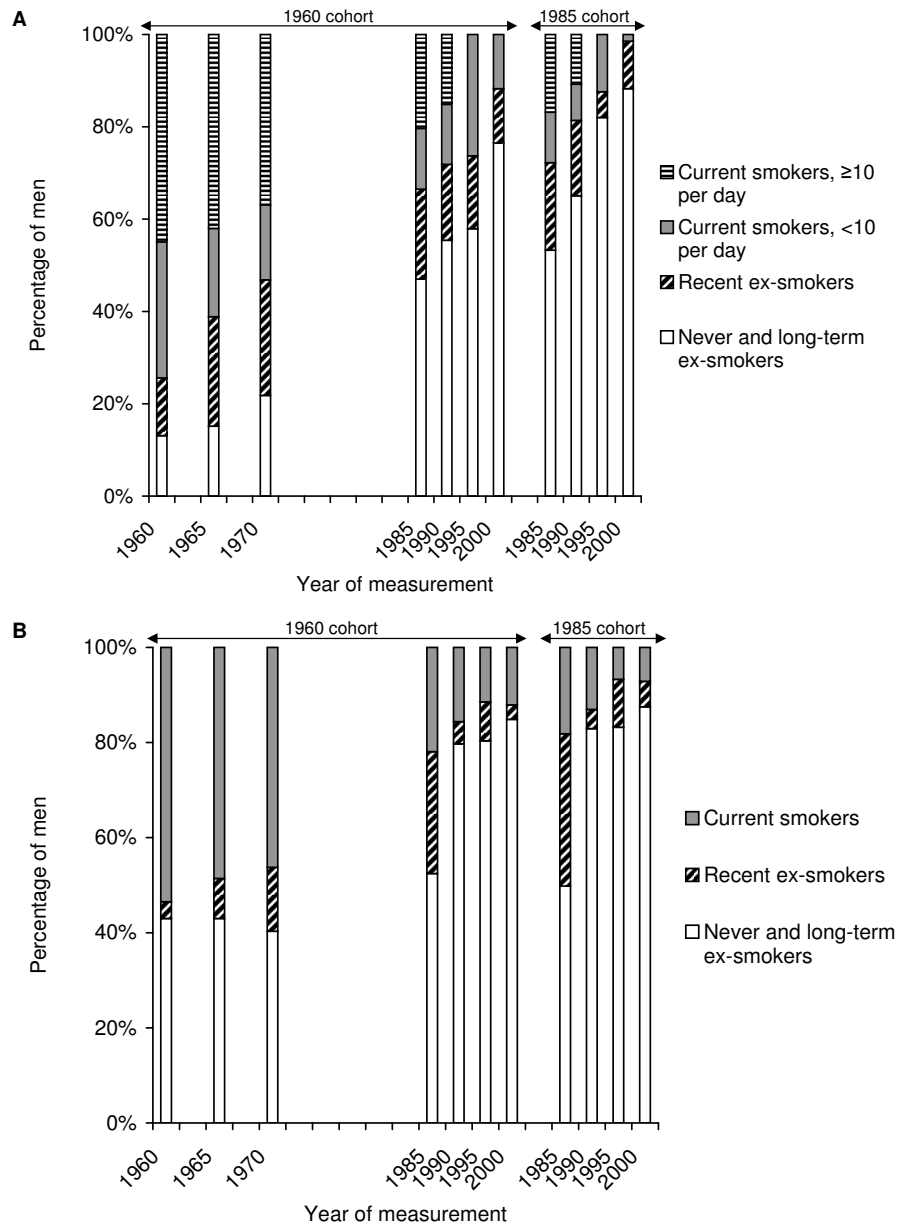 A
1960 cohort
1985 cohort
100%
80%
60%
40%
20%
0%
Percentage of men
1960
1965
1970
1985
1990
1995
2000
1985
1990
1995
2000
Year of measurement
Current smokers, ≥10
per day
Current smokers, <10
per day
Recent ex-smokers
Never and long-term
ex-smokers
B
1960 cohort
1985 cohort
100%
80%
60%
40%
20%
0%
Percentage of men
1960
1965
1970
1985
1990
1995
2000
1985
1990
1995
2000
Year of measurement
Current smokers
Recent ex-smokers
Never and long-term
ex-smokers